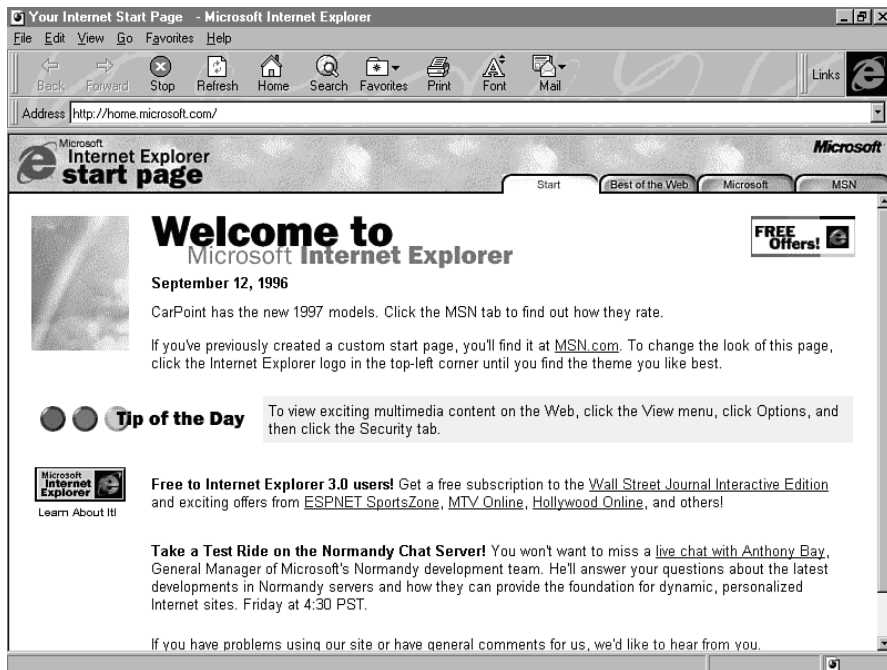 Your Internet Start Page - Microsoft Internet Explorer
File Edit View Go Favorites Help
Back Forward Stop Refresh Home Search Favorites Print Font Mail Links
Address http://home.microsoft.com/
Microsoft
Internet Explorer
start page
Microsoft
Start Best of the Web Microsoft MSN
Welcome to
Microsoft Internet Explorer
FREE
Offers!
September 12, 1996
CarPoint has the new 1997 models. Click the MSN tab to find out how they rate.
If you've previously created a custom start page, you'll find it at MSN.com. To change the look of this page,
click the Internet Explorer logo in the top-left corner until you find the theme you like best.
Tip of the Day
To view exciting multimedia content on the Web, click the View menu, click Options, and
then click the Security tab.
Microsoft
Internet
Explorer
Learn About It!
Free to Internet Explorer 3.0 users! Get a free subscription to the Wall Street Journal Interactive Edition
and exciting offers from ESPNET SportsZone, MTV Online, Hollywood Online, and others!
Take a Test Ride on the Normandy Chat Server! You won't want to miss a live chat with Anthony Bay,
General Manager of Microsoft's Normandy development team. He'll answer your questions about the latest
developments in Normandy servers and how they can provide the foundation for dynamic, personalized
Internet sites. Friday at 4:30 PST.
If you have problems using our site or have general comments for us, we'd like to hear from you.